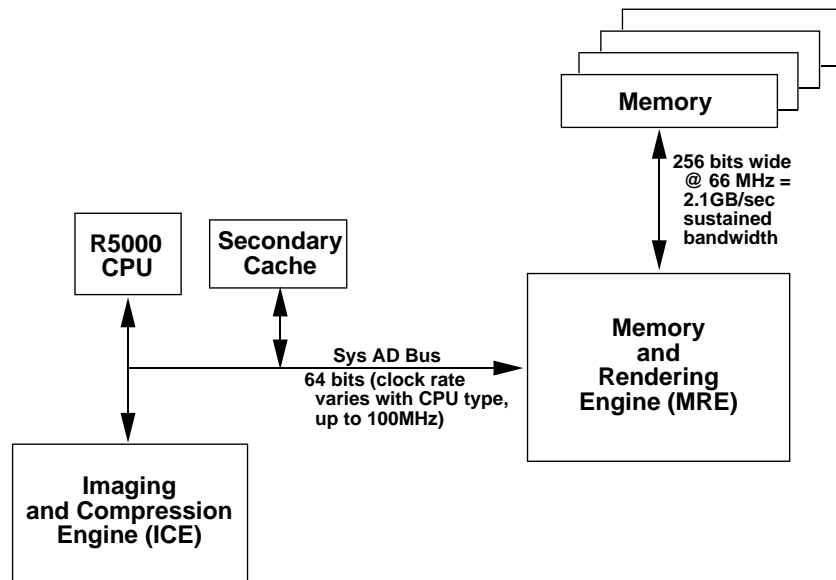 Memory
256 bits wide
@ 66 MHz =
2.1GB/sec
sustained
bandwidth
R5000
CPU
Secondary
Cache
Memory
and
Rendering
Engine (MRE)
Sys AD Bus
64 bits (clock rate
varies with CPU type,
up to 100MHz)
Imaging
and Compression
Engine (ICE)